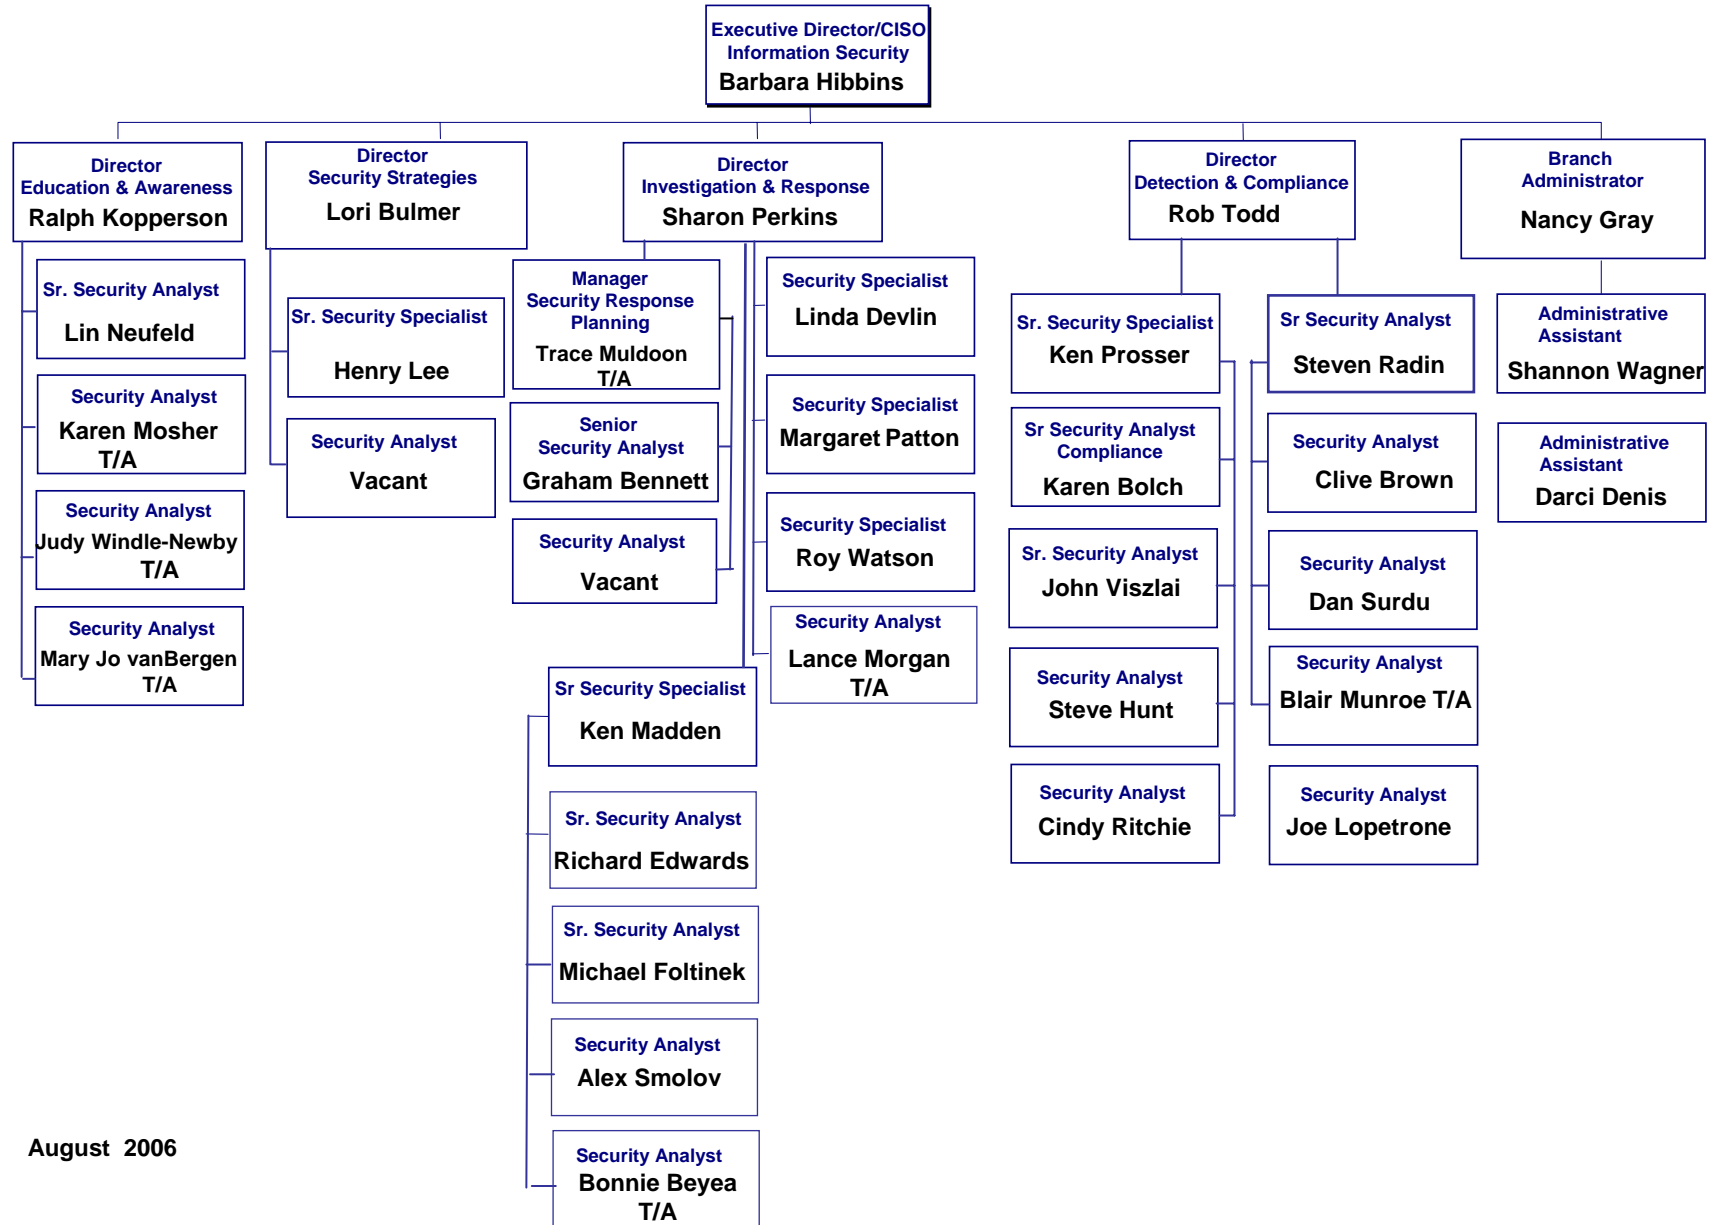 Executive Director/CISO
Information Security
Barbara Hibbins
Director
Education & Awareness
Ralph Kopperson
Sr. Security Analyst
Lin Neufeld
Security Analyst
Karen Mosher
T/A
Security Analyst
Judy Windle-Newby
T/A
Security Analyst
Mary Jo vanBergen
T/A
Director
Security Strategies
Lori Bulmer
Sr. Security Specialist
Henry Lee
Security Analyst
Vacant
Director
Investigation & Response
Sharon Perkins
Manager
Security Response
Planning
Trace Muldoon
T/A
Senior
Security Analyst
Graham Bennett
Security Analyst
Vacant
Security Specialist
Linda Devlin
Security Specialist
Margaret Patton
Security Specialist
Roy Watson
Security Analyst
Lance Morgan
T/A
Sr Security Specialist
Ken Madden
Sr. Security Analyst
Richard Edwards
Sr. Security Analyst
Michael Foltinek
Security Analyst
Alex Smolov
Security Analyst
Bonnie Beyea
T/A
Director
Detection & Compliance
Rob Todd
Sr. Security Specialist
Ken Prosser
Sr Security Analyst
Compliance
Karen Bolch
Sr. Security Analyst
John Viszlai
Security Analyst
Steve Hunt
Security Analyst
Cindy Ritchie
Sr Security Analyst
Steven Radin
Security Analyst
Clive Brown
Security Analyst
Dan Surdu
Security Analyst
Blair Munroe T/A
Security Analyst
Joe Lopetrone
Branch
Administrator
Nancy Gray
Administrative
Assistant
Shannon Wagner
Administrative
Assistant
Darci Denis
August 2006